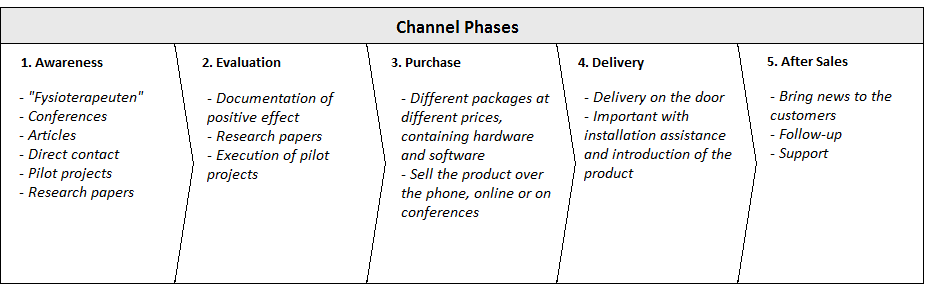 Channel Phases
1. Awareness
- "Fysioterapeuten"
- Conferences
- Articles
- Direct contact
- Pilot projects
- Research papers
2. Evaluation
- Documentation of
positive effect
- Research papers
- Execution of pilot
projects
3. Purchase
- Different packages at
different prices,
containing hardware
and software
- Sell the product over
the phone, online or on
conferences
4. Delivery
- Delivery on the door
- Important with
installation assistance
and introduction of the
product
5. After Sales
- Bring news to the
customers
- Follow-up
- Support